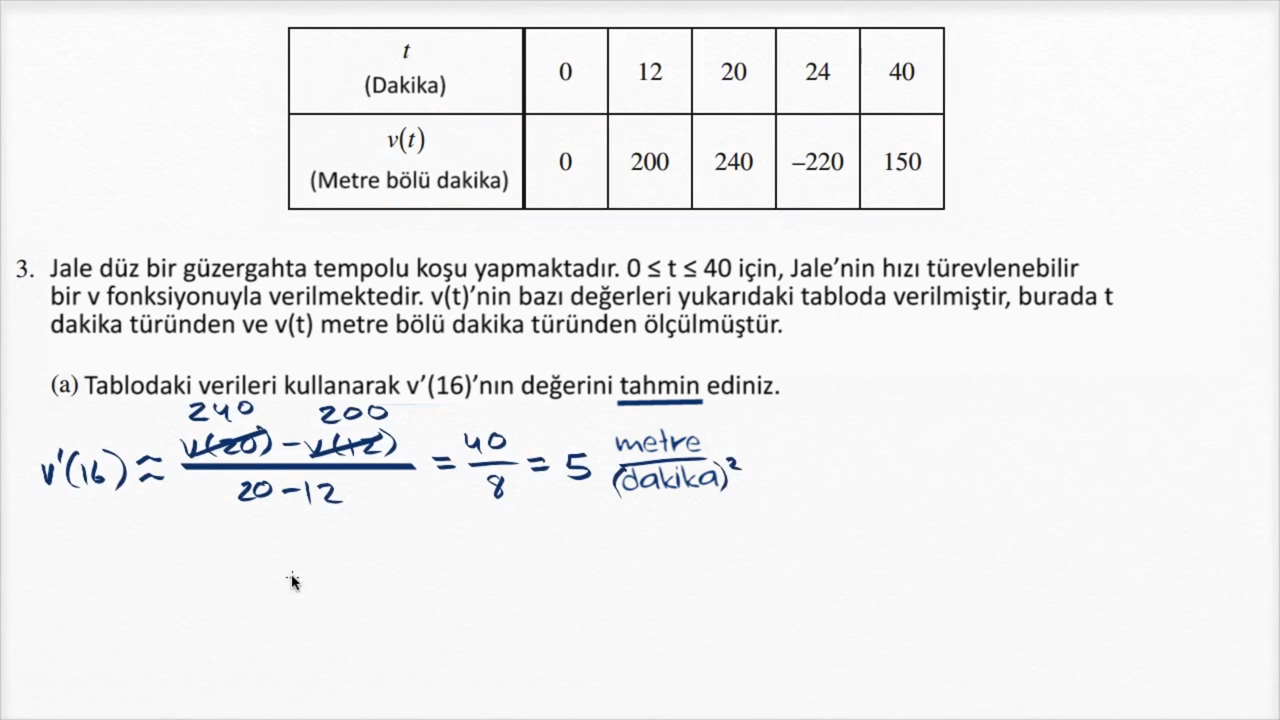 t
(Dakika)
0 12 20 24 40
v(t)
(Metre bölü dakika)
0 200 240 –220 150
3. Jale düz bir güzergahta tempolu koşu yapmaktadır. 0 ≤ t ≤ 40 için, Jale’nin hızı türevlenebilir
bir v fonksiyonuyla verilmektedir. v(t)’nin bazı değerleri yukarıdaki tabloda verilmiştir, burada t
dakika türünden ve v(t) metre bölü dakika türünden ölçülmüştür.
(a) Tablodaki verileri kullanarak v’(16)’nın değerini tahmin ediniz.
240 200
v'(16) ≈ v(20) – v(12) = 40 = 5 metre
20 – 12 8 (dakika)²